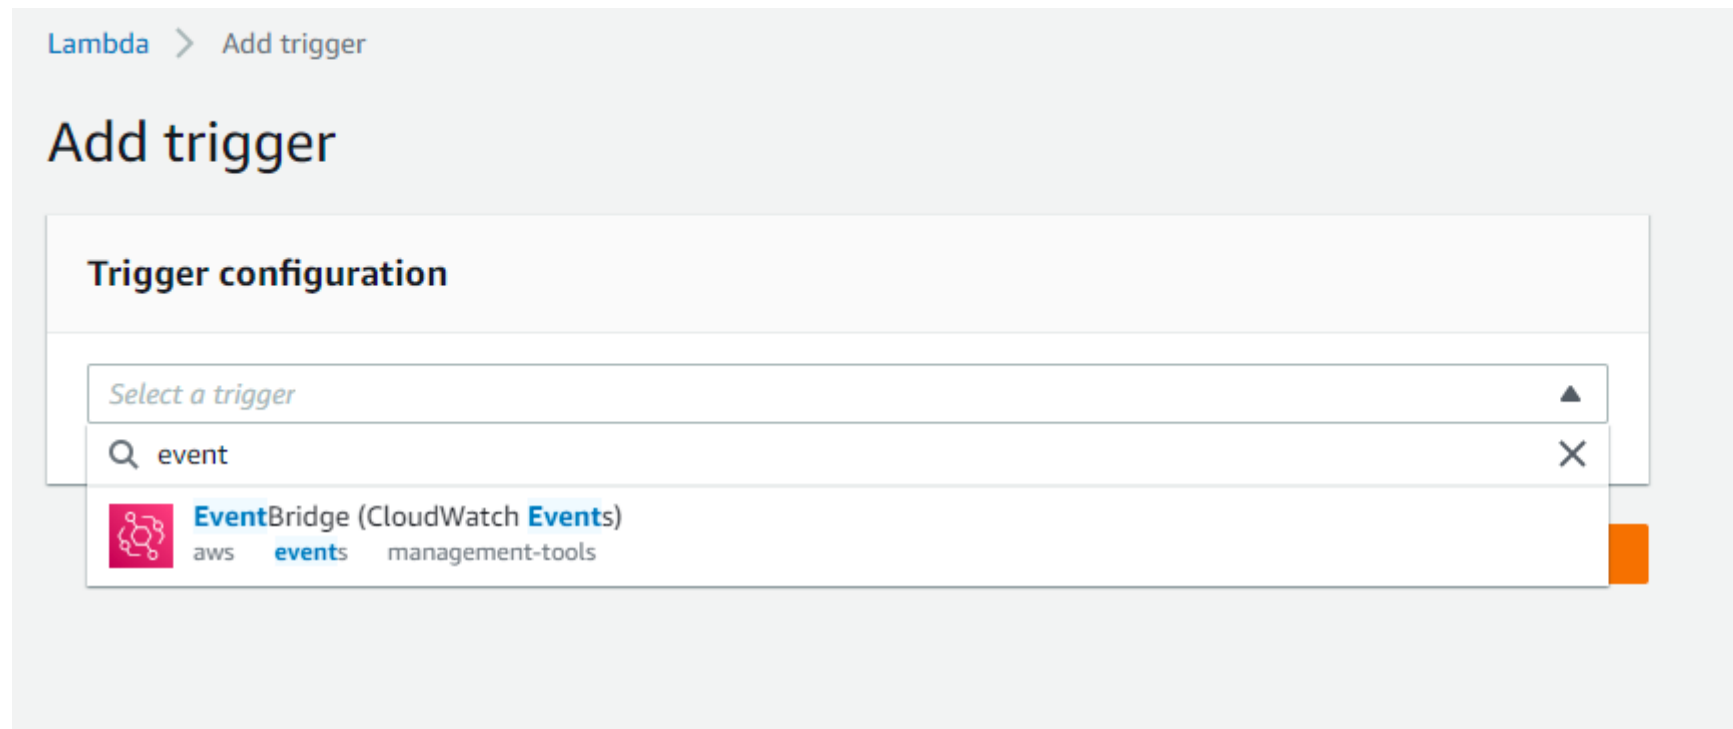 Lambda > Add trigger
Add trigger
Trigger configuration
Select a trigger
event
EventBridge (CloudWatch Events)
aws events management-tools